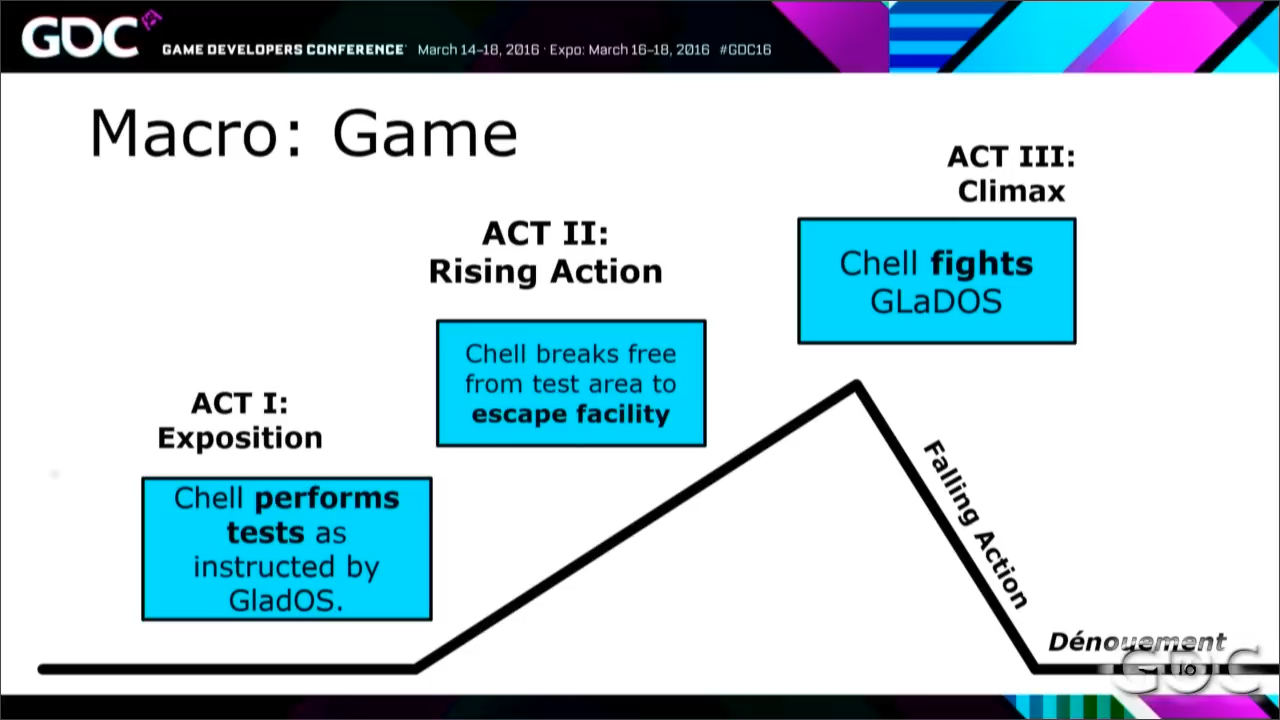 GDC
GAME DEVELOPERS CONFERENCE March 14-18, 2016 · Expo: March 16-18, 2016 #GDC16
Macro: Game
ACT III:
Climax
Chell fights
GLaDOS
ACT II:
Rising Action
Chell breaks free
from test area to
escape facility
ACT I:
Exposition
Chell performs
tests as
instructed by
GladOS.
Falling Action
Dénouement
GDC
16